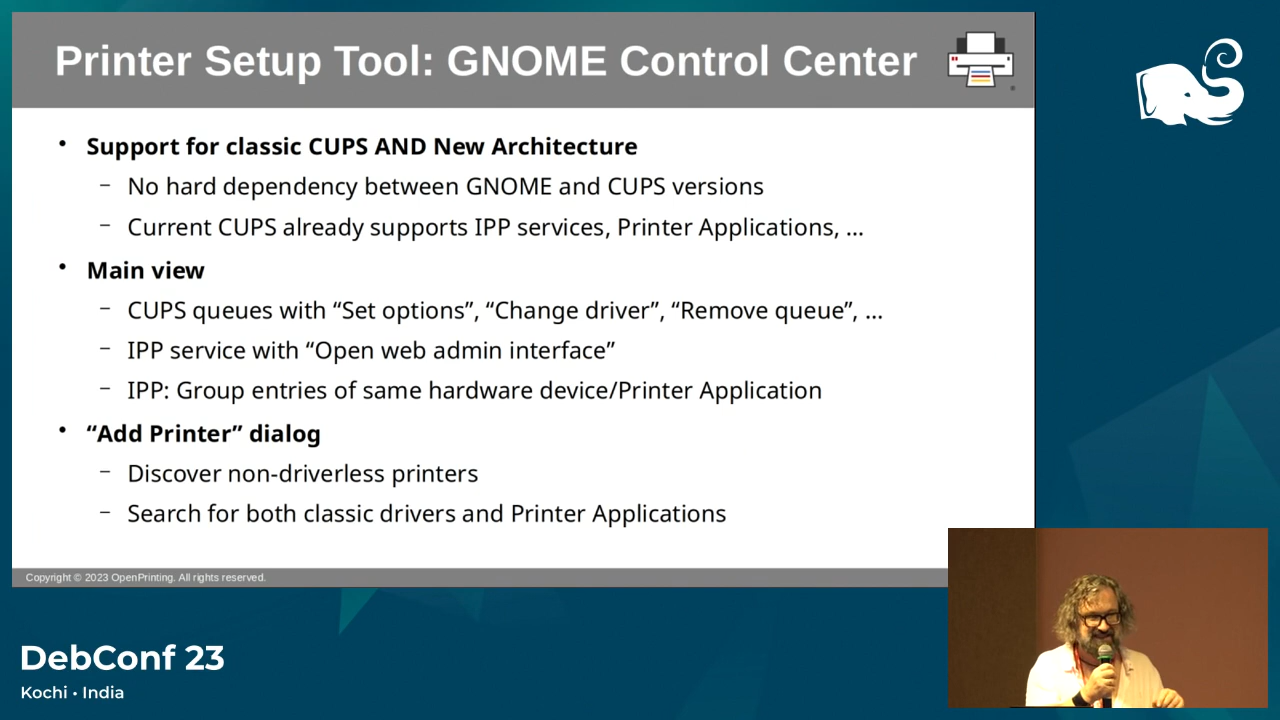 Printer Setup Tool: GNOME Control Center
• Support for classic CUPS AND New Architecture
– No hard dependency between GNOME and CUPS versions
– Current CUPS already supports IPP services, Printer Applications, ...
• Main view
– CUPS queues with “Set options”, “Change driver”, “Remove queue”, ...
– IPP service with “Open web admin interface”
– IPP: Group entries of same hardware device/Printer Application
• “Add Printer” dialog
– Discover non-driverless printers
– Search for both classic drivers and Printer Applications
Copyright © 2023 OpenPrinting. All rights reserved.
DebConf 23
Kochi • India